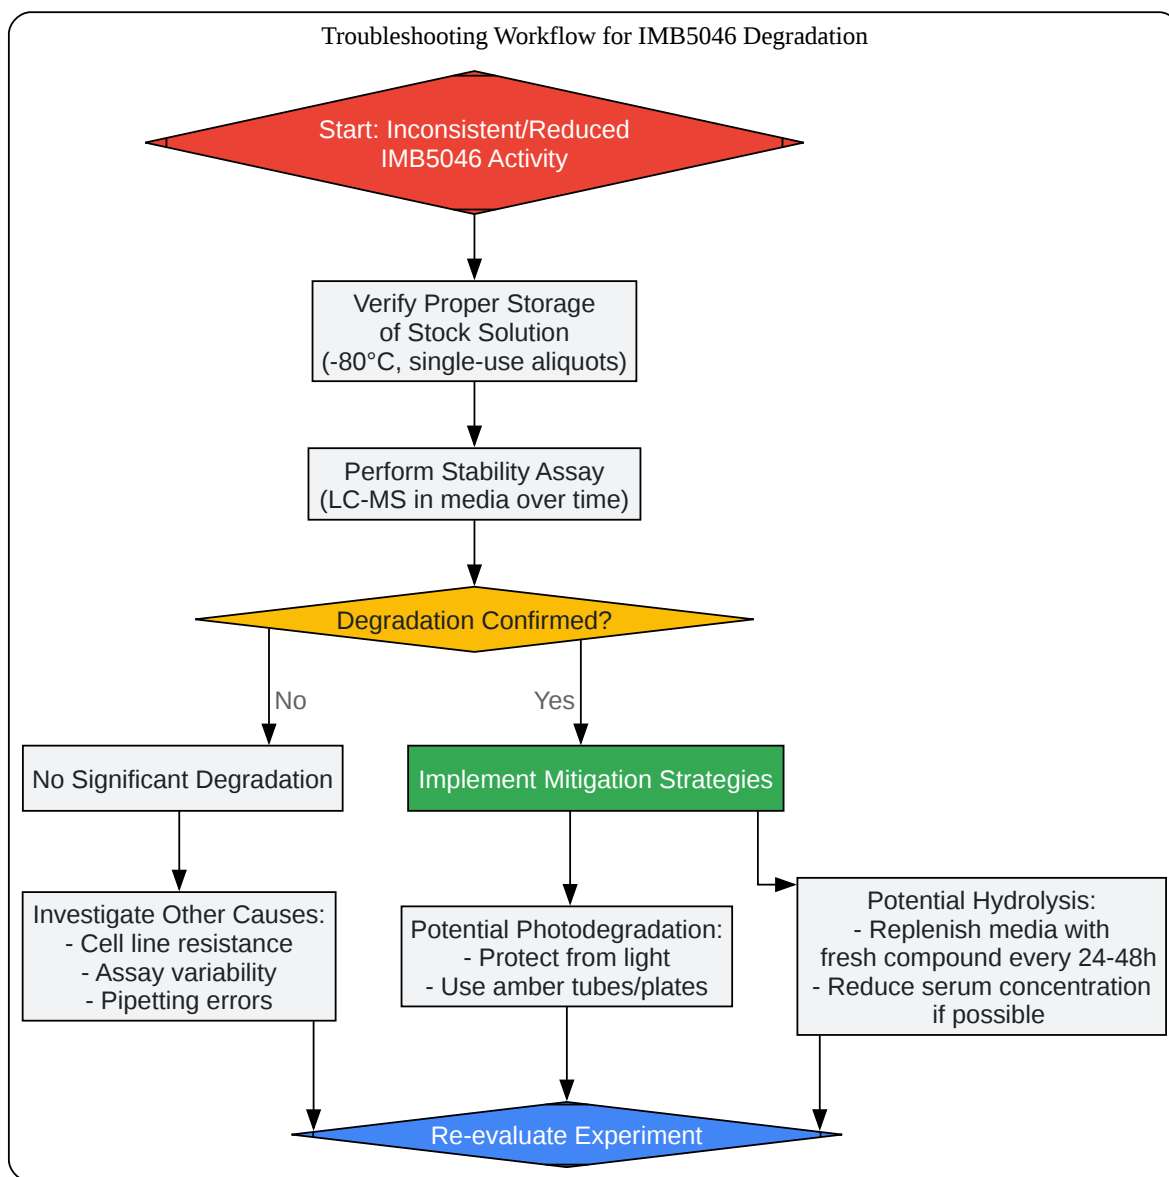 Troubleshooting Workflow for IMB5046 Degradation
Start: Inconsistent/Reduced
IMB5046 Activity
Verify Proper Storage
of Stock Solution
(-80°C, single-use aliquots)
Perform Stability Assay
(LC-MS in media over time)
Degradation Confirmed?
No
Yes
No Significant Degradation
Implement Mitigation Strategies
Investigate Other Causes:
- Cell line resistance
- Assay variability
- Pipetting errors
Potential Photodegradation:
- Protect from light
- Use amber tubes/plates
Potential Hydrolysis:
- Replenish media with
fresh compound every 24-48h
- Reduce serum concentration
if possible
Re-evaluate Experiment